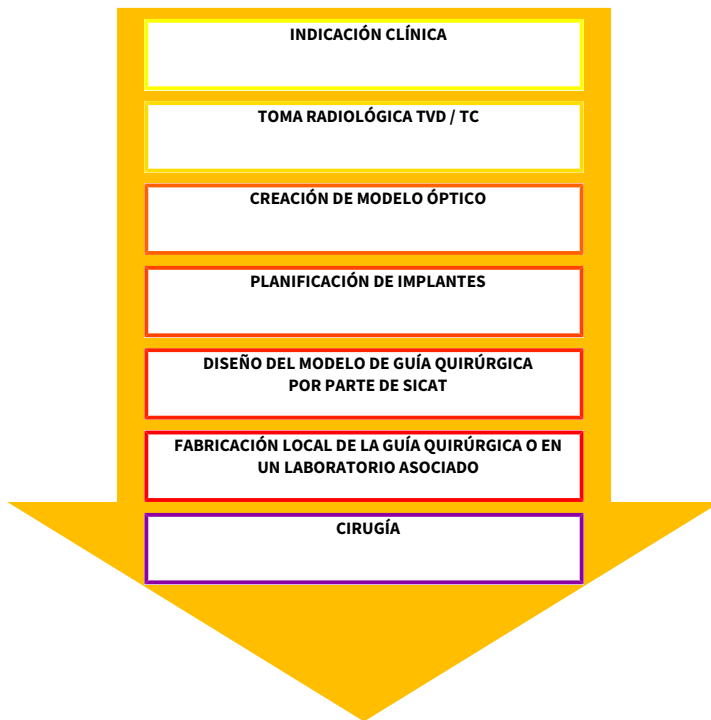 INDICACIÓN CLÍNICA
TOMA RADIOLÓGICA TVD / TC
CREACIÓN DE MODELO ÓPTICO
PLANIFICACIÓN DE IMPLANTES
DISEÑO DEL MODELO DE GUÍA QUIRÚRGICA
POR PARTE DE SICAT
FABRICACIÓN LOCAL DE LA GUÍA QUIRÚRGICA O EN
UN LABORATORIO ASOCIADO
CIRUGÍA